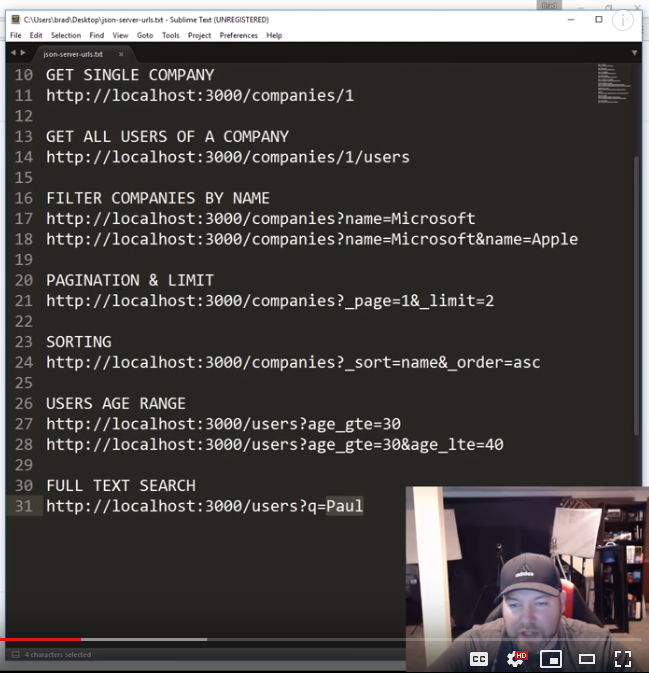 C:\Users\brad\Desktop\json-server-urls.txt - Sublime Text (UNREGISTERED)
File Edit Selection Find View Goto Tools Project Preferences Help
json-server-urls.txt
10 GET SINGLE COMPANY
11 http://localhost:3000/companies/1
12
13 GET ALL USERS OF A COMPANY
14 http://localhost:3000/companies/1/users
15
16 FILTER COMPANIES BY NAME
17 http://localhost:3000/companies?name=Microsoft
18 http://localhost:3000/companies?name=Microsoft&name=Apple
19
20 PAGINATION & LIMIT
21 http://localhost:3000/companies?_page=1&_limit=2
22
23 SORTING
24 http://localhost:3000/companies?_sort=name&_order=asc
25
26 USERS AGE RANGE
27 http://localhost:3000/users?age_gte=30
28 http://localhost:3000/users?age_gte=30&age_lte=40
29
30 FULL TEXT SEARCH
31 http://localhost:3000/users?q=Paul
adidas
4 characters selected
CC HD